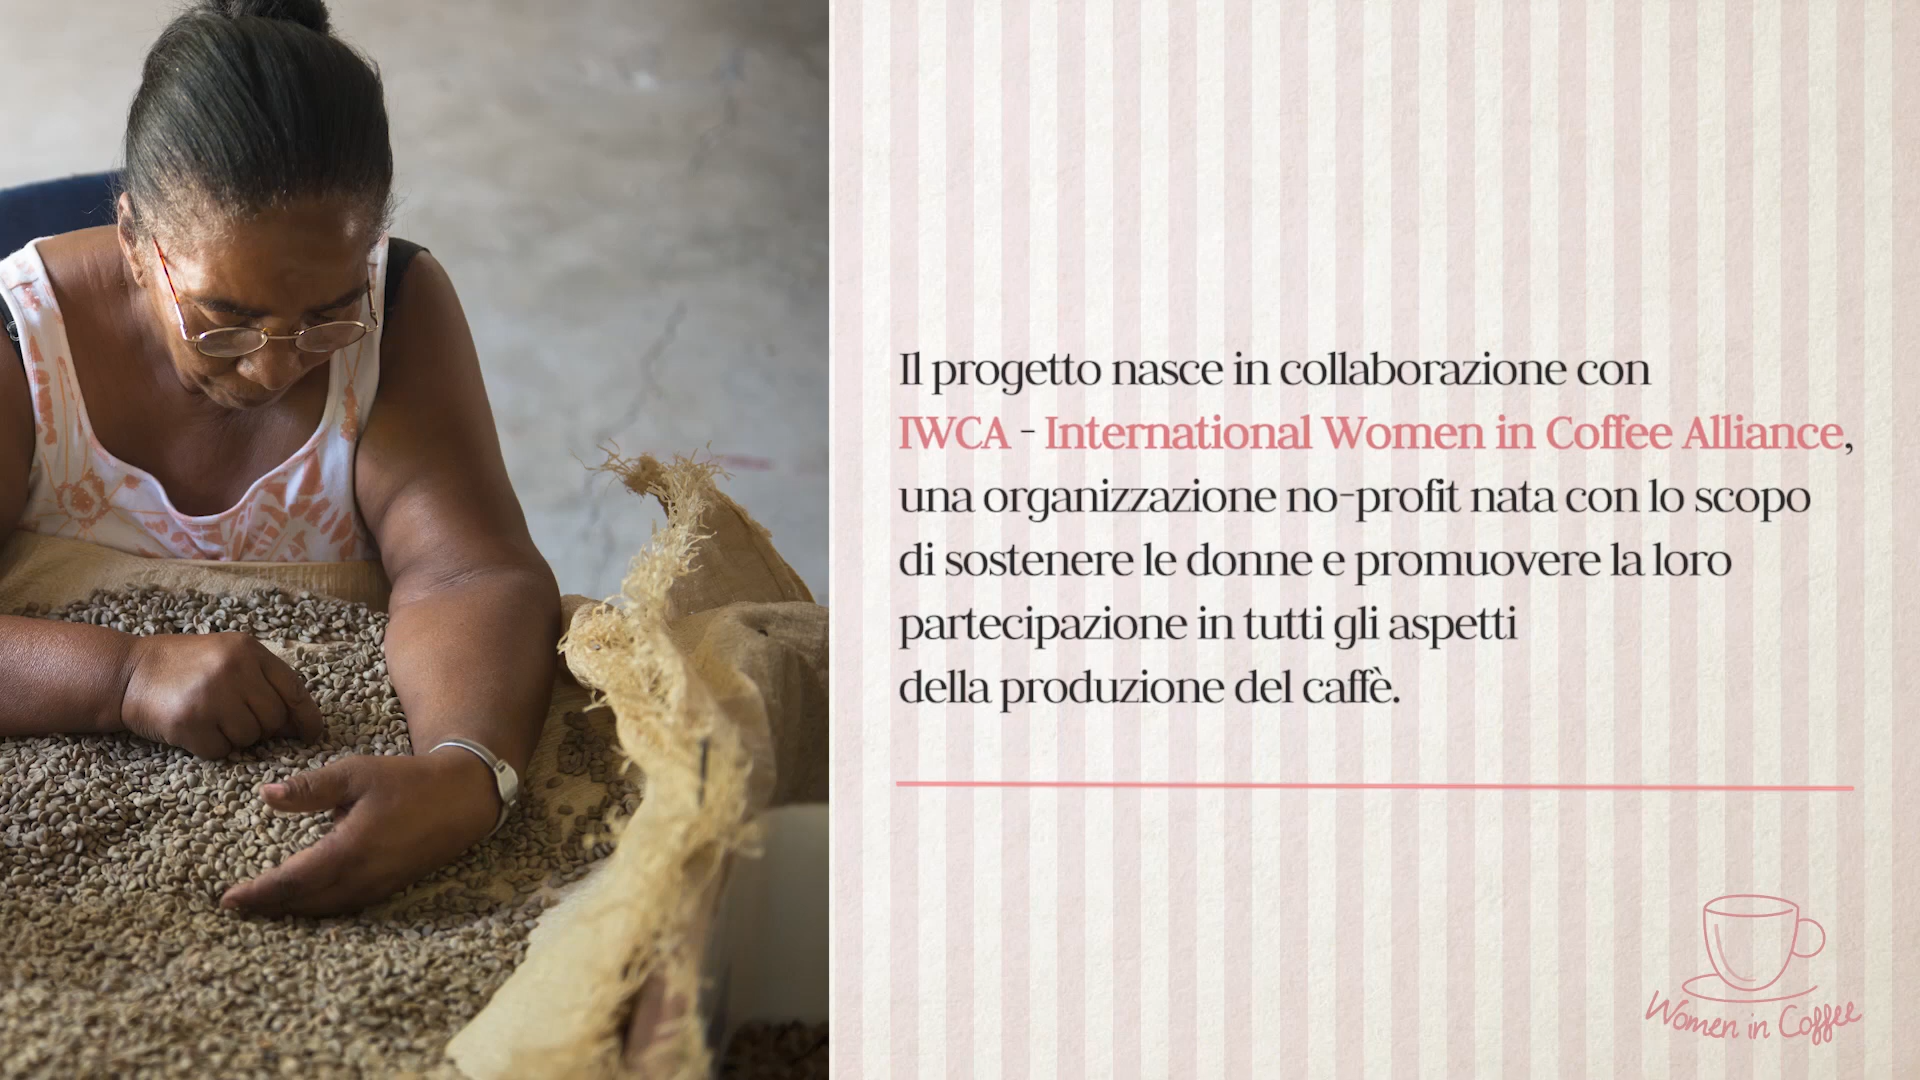 Il progetto nasce in collaborazione con
IWCA - International Women in Coffee Alliance,
una organizzazione no-profit nata con lo scopo
di sostenere le donne e promuovere la loro
partecipazione in tutti gli aspetti
della produzione del caffè.
Women in Coffee